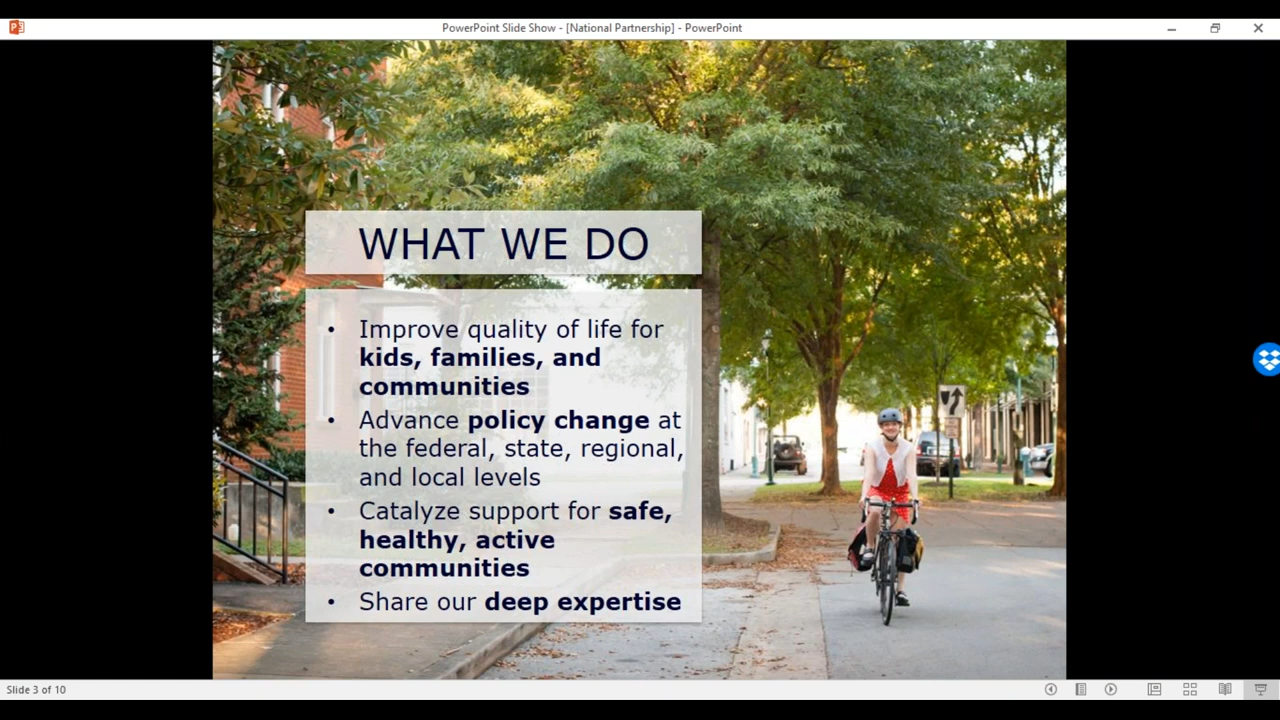 PowerPoint Slide Show - [National Partnership] - PowerPoint
WHAT WE DO
• Improve quality of life for
kids, families, and
communities
• Advance policy change at
the federal, state, regional,
and local levels
• Catalyze support for safe,
healthy, active
communities
• Share our deep expertise
Slide 3 of 10